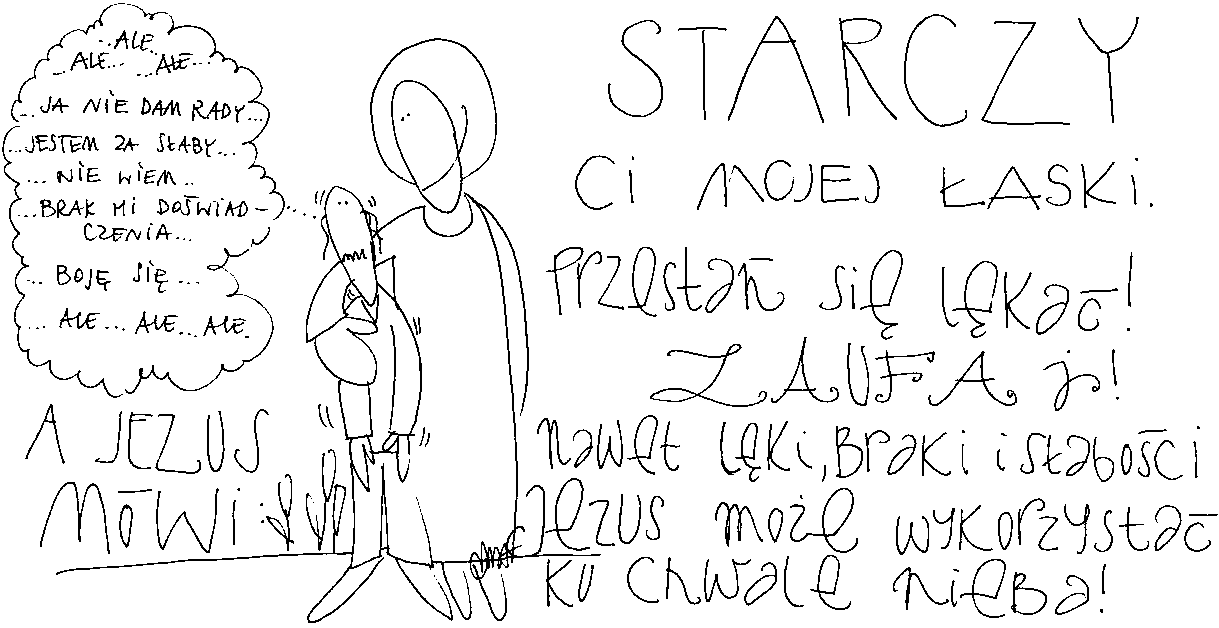 ..ALE..
..ALE... ..ALE...
...JA NIE DAM RADY...
...JESTEM ZA SŁABY...
... NIE WIEM..
...BRAK MI DOŚWIAD-
CZENIA...
... BOJĘ SIĘ ...
... ALE... ALE... ALE.
A JEZUS
MÓWI:
STARCZY
Ci MOJEJ ŁASKi.
Przestań się lękać!
ZAUFAj!
nawet lęki, braki i słabości
Jezus może wykorzystać
ku chwale nieba!